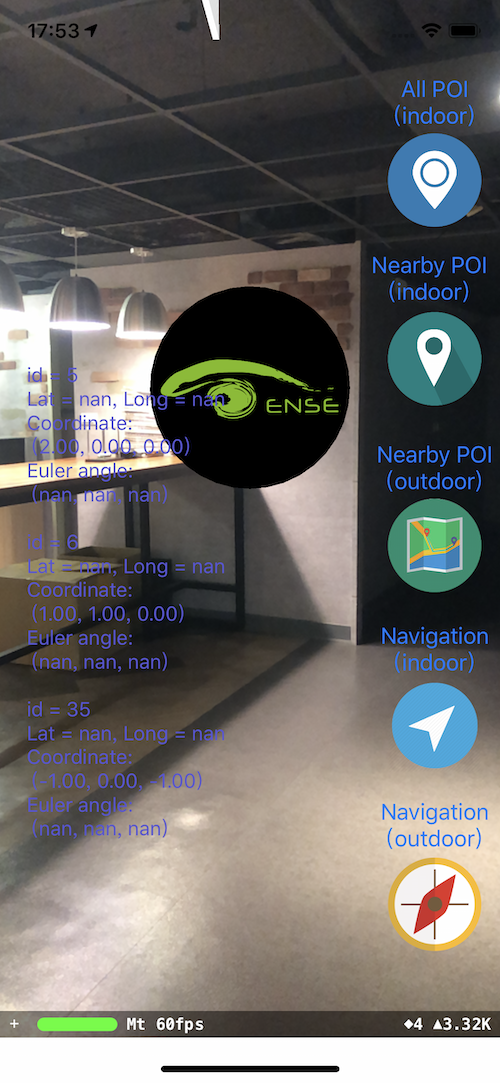 17:53
All POI
(indoor)
Nearby POI
(indoor)
id = 5
Lat = nan, Long = nan
Coordinate:
(2.00, 0.00, 0.00)
Euler angle:
(nan, nan, nan)
ENSE
Nearby POI
(outdoor)
id = 6
Lat = nan, Long = nan
Coordinate:
(1.00, 1.00, 0.00)
Euler angle:
(nan, nan, nan)
Navigation
(indoor)
id = 35
Lat = nan, Long = nan
Coordinate:
(-1.00, 0.00, -1.00)
Euler angle:
(nan, nan, nan)
Navigation
(outdoor)
+ Mt 60fps ◆4 ▲3.32K